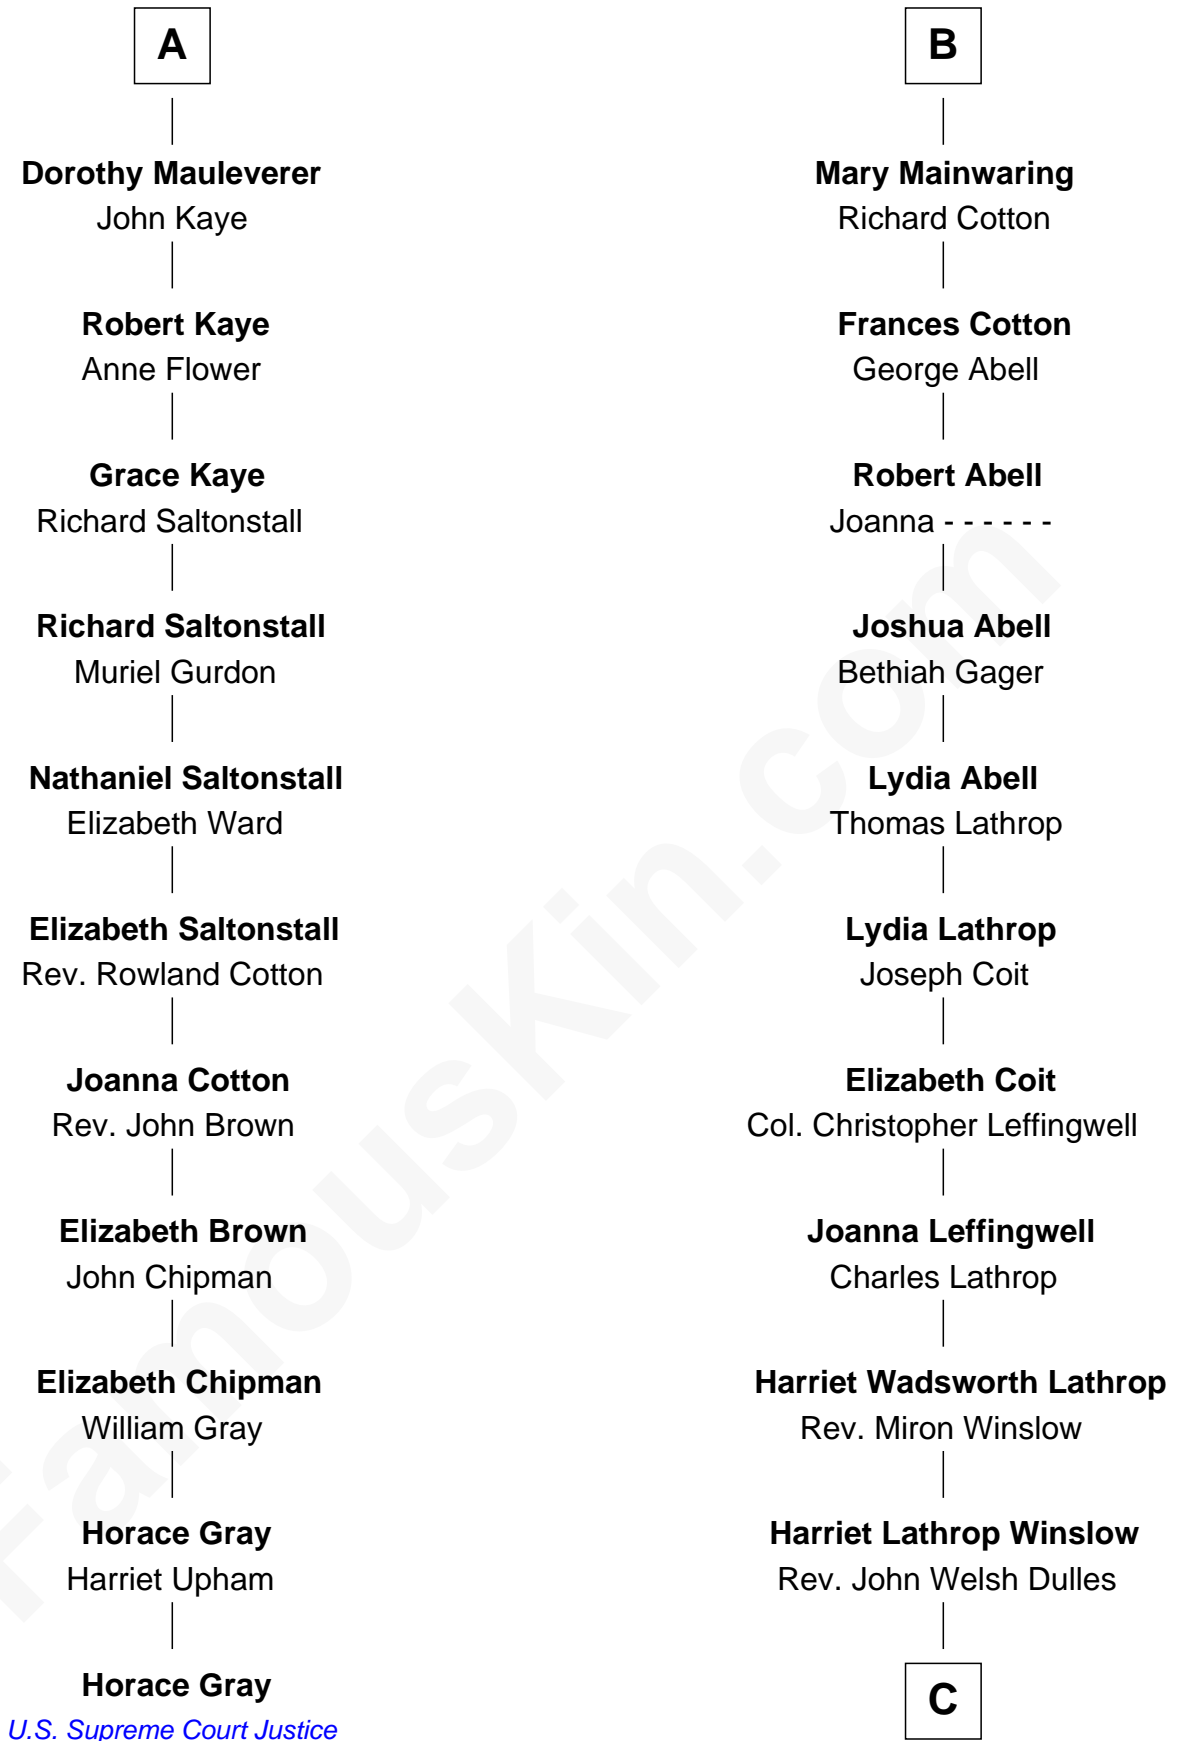 A
Dorothy Mauleverer
John Kaye
Robert Kaye
Anne Flower
Grace Kaye
Richard Saltonstall
Richard Saltonstall
Muriel Gurdon
Nathaniel Saltonstall
Elizabeth Ward
Elizabeth Saltonstall
Rev. Rowland Cotton
Joanna Cotton
Rev. John Brown
Elizabeth Brown
John Chipman
Elizabeth Chipman
William Gray
Horace Gray
Harriet Upham
Horace Gray
U.S. Supreme Court Justice
B
Mary Mainwaring
Richard Cotton
Frances Cotton
George Abell
Robert Abell
Joanna - - - - - -
Joshua Abell
Bethiah Gager
Lydia Abell
Thomas Lathrop
Lydia Lathrop
Joseph Coit
Elizabeth Coit
Col. Christopher Leffingwell
Joanna Leffingwell
Charles Lathrop
Harriet Wadsworth Lathrop
Rev. Miron Winslow
Harriet Lathrop Winslow
Rev. John Welsh Dulles
C
FamousKin.com